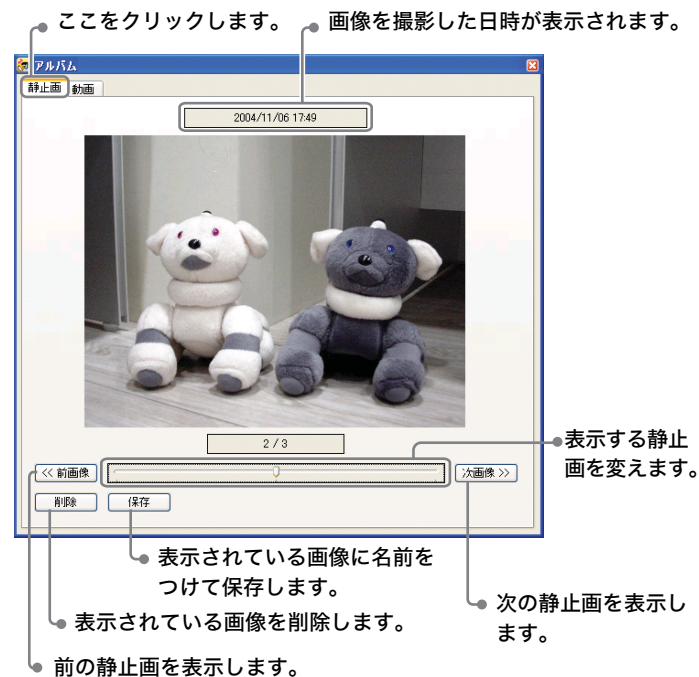 ここをクリックします。
画像を撮影した日時が表示されます。
アルバム
静止画 動画
2004/11/06 17:49
2 / 3
表示する静止
画を変えます。
<< 前画像
次画像 >>
削除 保存
表示されている画像に名前を
つけて保存します。
次の静止画を表示し
ます。
表示されている画像を削除します。
前の静止画を表示します。